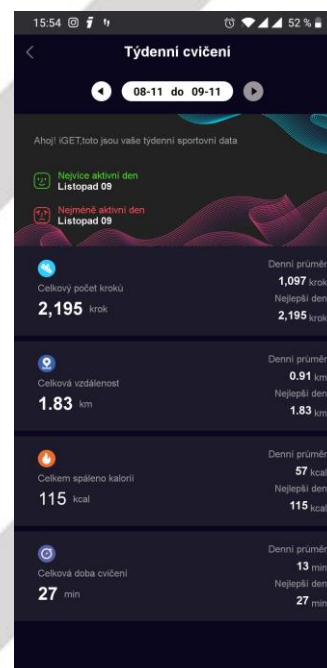 15:54 52 %
Týdenní cvičení
08-11 do 09-11
Ahoj! iGET,toto jsou vaše týdenní sportovní data
Nejvíce aktivní den
Listopad 09
Nejméně aktivní den
Listopad 09
Celkový počet kroků
2,195 krok
Denní průměr
1,097 krok
Nejlepší den
2,195 krok
Celková vzdálenost
1.83 km
Denní průměr
0.91 km
Nejlepší den
1.83 km
Celkem spáleno kalorií
115 kcal
Denní průměr
57 kcal
Nejlepší den
115 kcal
Celková doba cvičení
27 min
Denní průměr
13 min
Nejlepší den
27 min